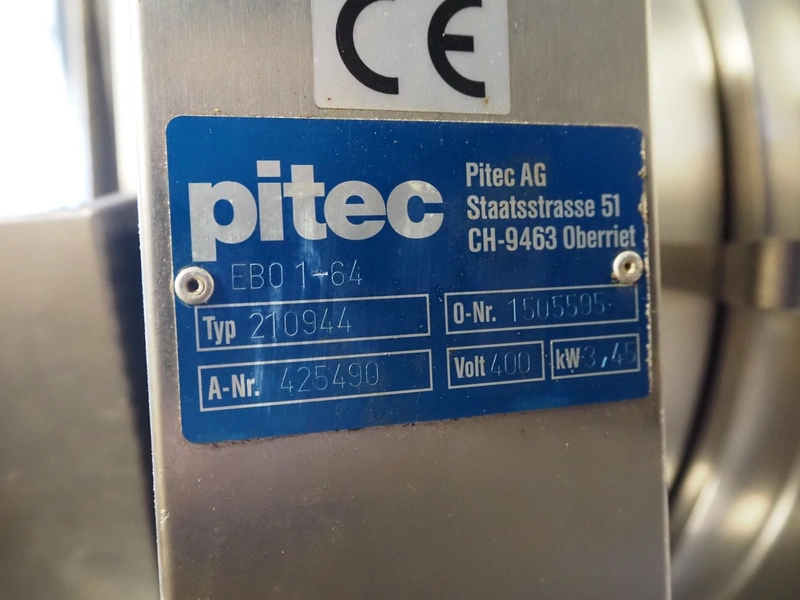 CE
pitec
Pitec AG
Staatsstrasse 51
CH-9463 Oberriet
EBO 1-64
Typ 210944
O-Nr. 1505595-
A-Nr. 425490
Volt 400
kW 3,45